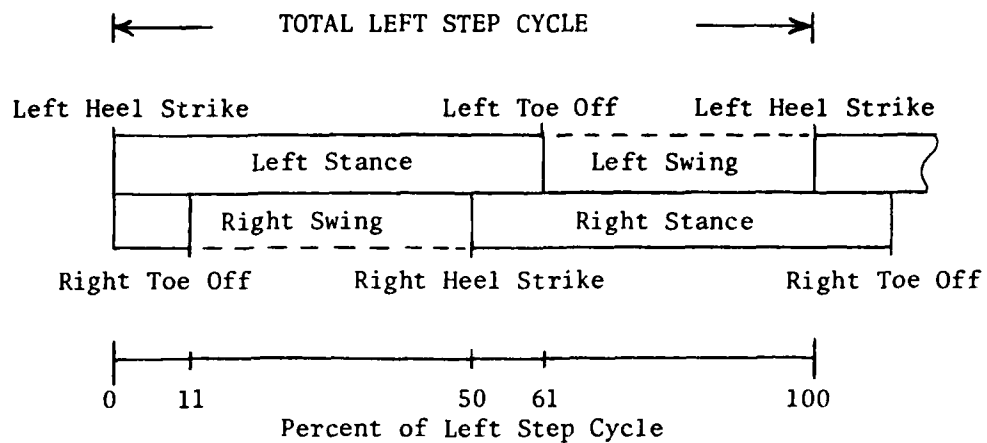 TOTAL LEFT STEP CYCLE
Left Heel Strike Left Toe Off Left Heel Strike
Left Stance Left Swing
Right Swing Right Stance
Right Toe Off Right Heel Strike Right Toe Off
0 11 50 61 100
Percent of Left Step Cycle